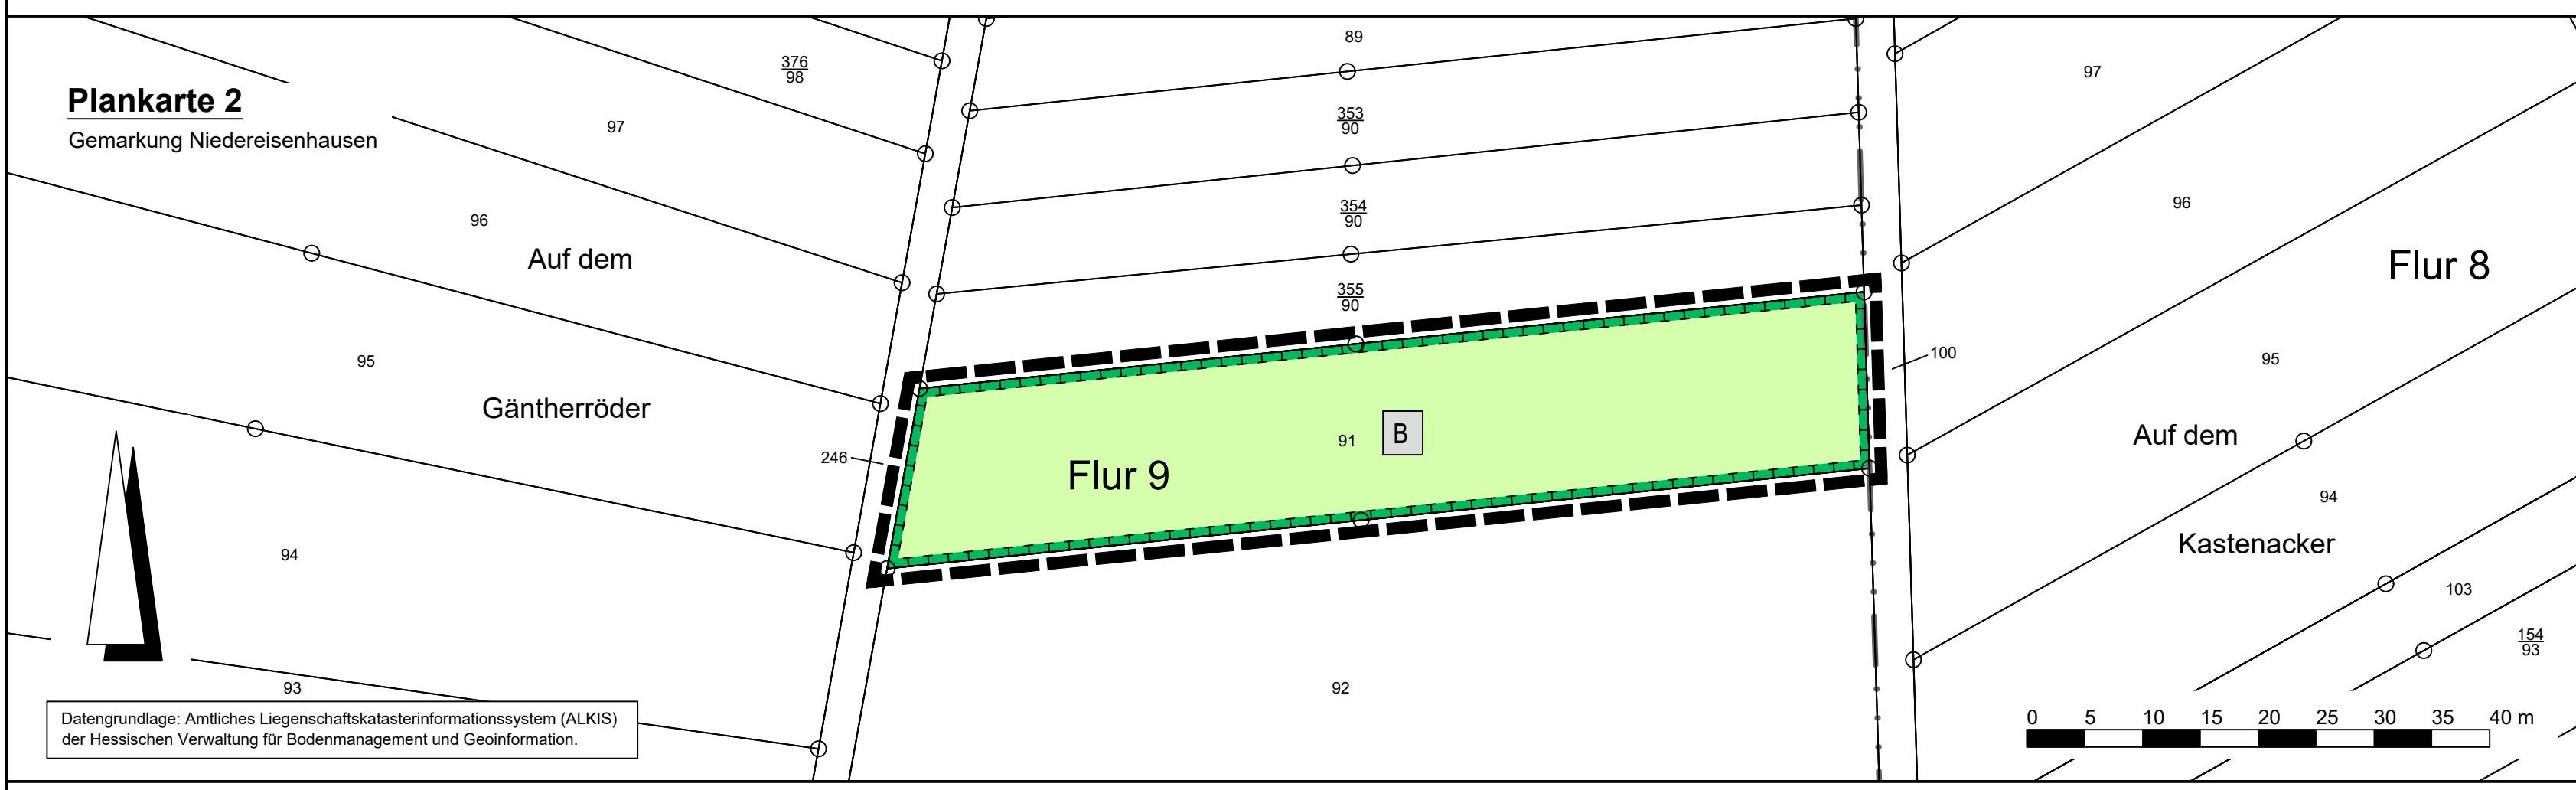 89
376
98
97
Plankarte 2
Gemarkung Niedereisenhausen
97
353
90
96
354
90
96
Auf dem
Flur 8
355
90
95
100
95
Gäntherröder
91
B
Auf dem
246
Flur 9
94
94
Kastenacker
103
154
93
93
92
Datengrundlage: Amtliches Liegenschaftskatasterinformationssystem (ALKIS)
der Hessischen Verwaltung für Bodenmanagement und Geoinformation.
0 5 10 15 20 25 30 35 40 m